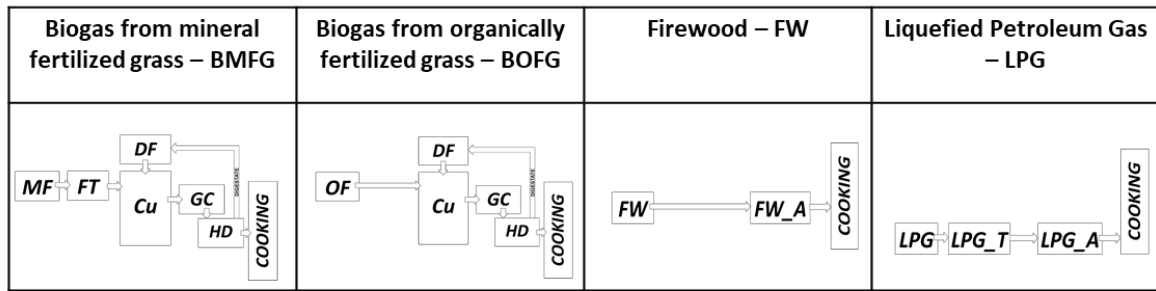 Biogas from mineral
fertilized grass – BMFG
Biogas from organically
fertilized grass – BOFG
Firewood – FW
Liquefied Petroleum Gas
– LPG
DF
MF
FT
Cu
GC
HD
DIGESTATE
COOKING
DF
OF
Cu
GC
HD
DIGESTATE
COOKING
FW
FW_A
COOKING
LPG
LPG_T
LPG_A
COOKING